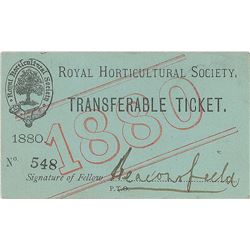 Royal Horticultural Society
ROYAL HORTICULTURAL SOCIETY.
TRANSFERABLE TICKET.
1880
1880
No. 548
Beaconsfield
Signature of Fellow
P.T.O.